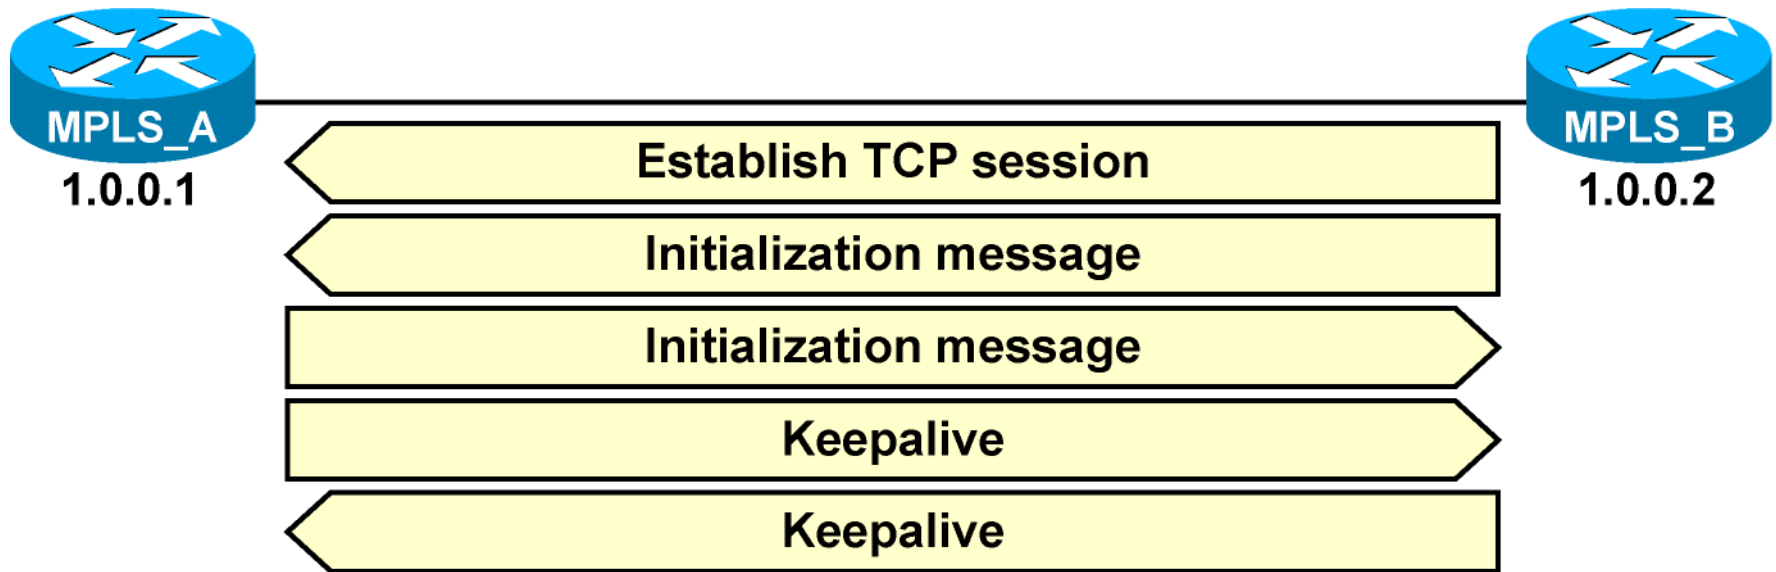 MPLS_A
MPLS_B
1.0.0.1
1.0.0.2
Establish TCP session
Initialization message
Initialization message
Keepalive
Keepalive